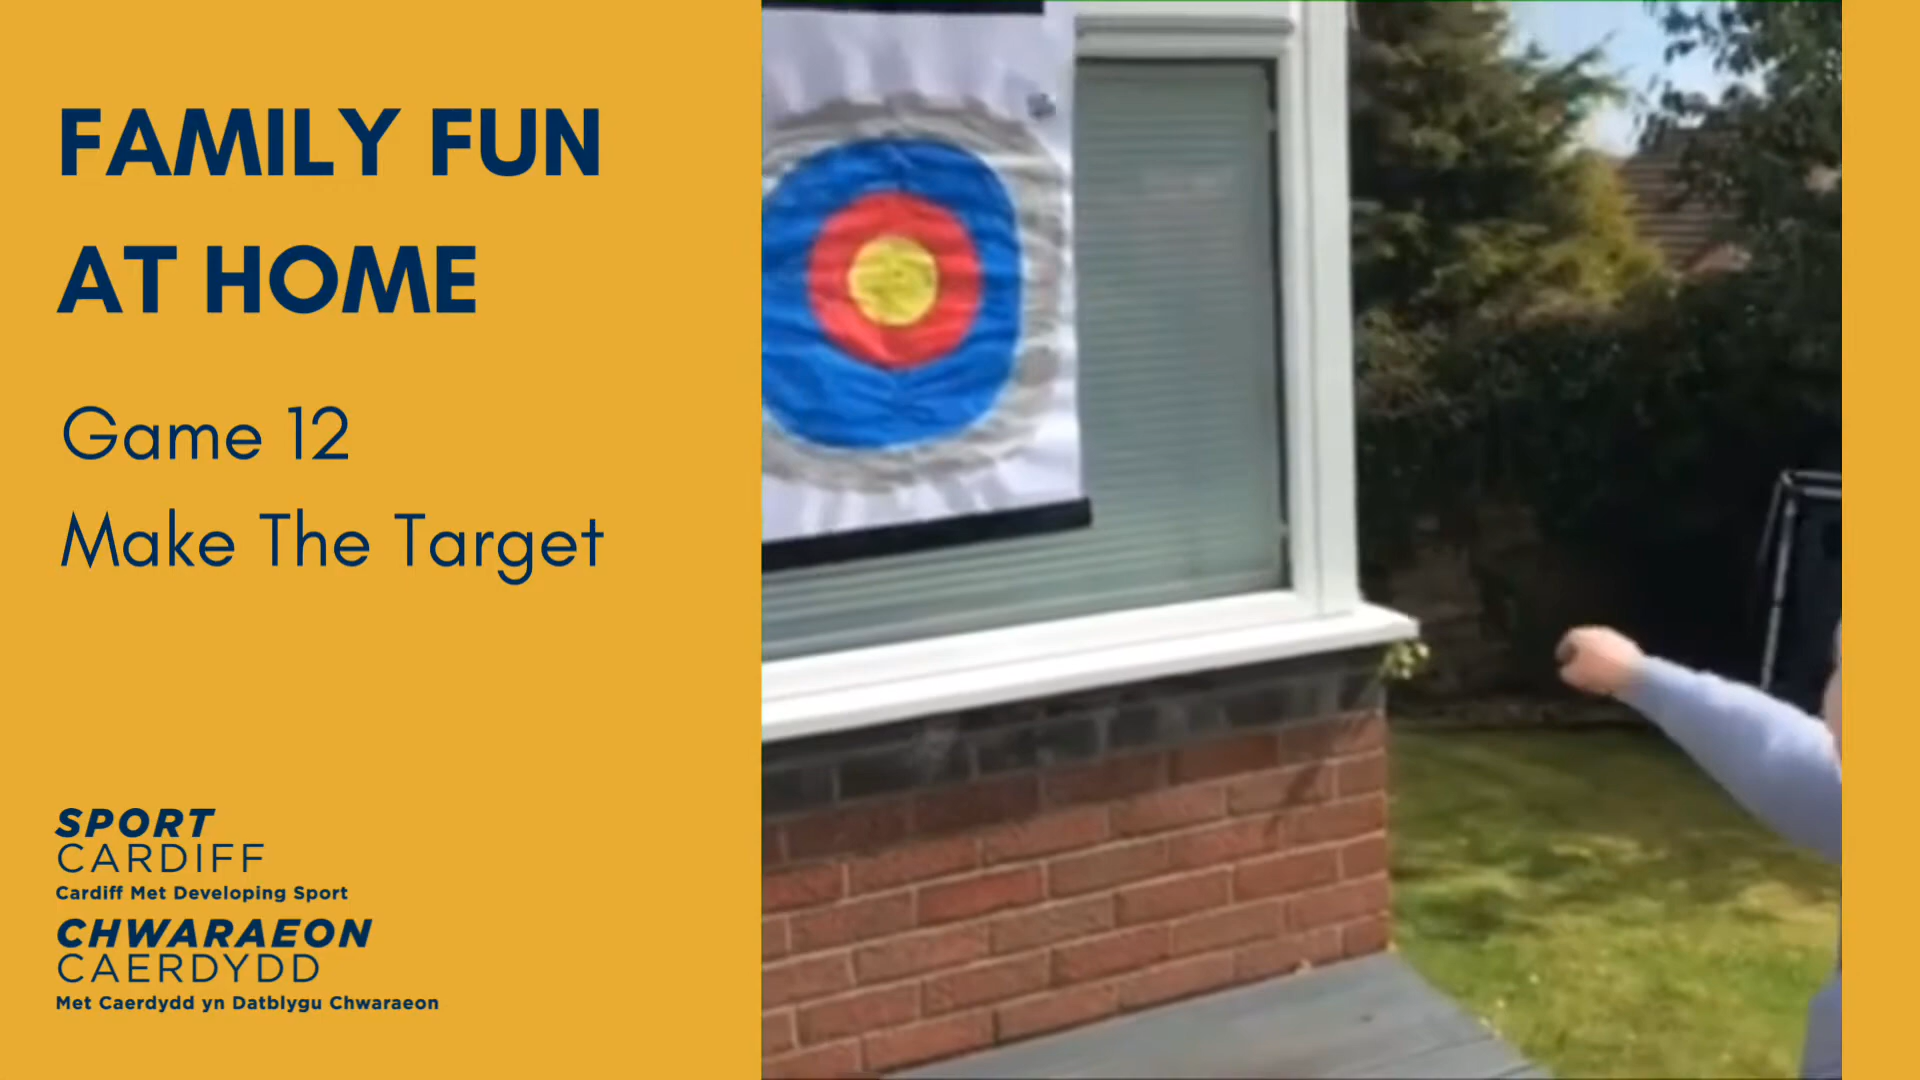 FAMILY FUN
AT HOME
Game 12
Make The Target
SPORT
CARDIFF
Cardiff Met Developing Sport
CHWARAEON
CAERDYDD
Met Caerdydd yn Datblygu Chwaraeon